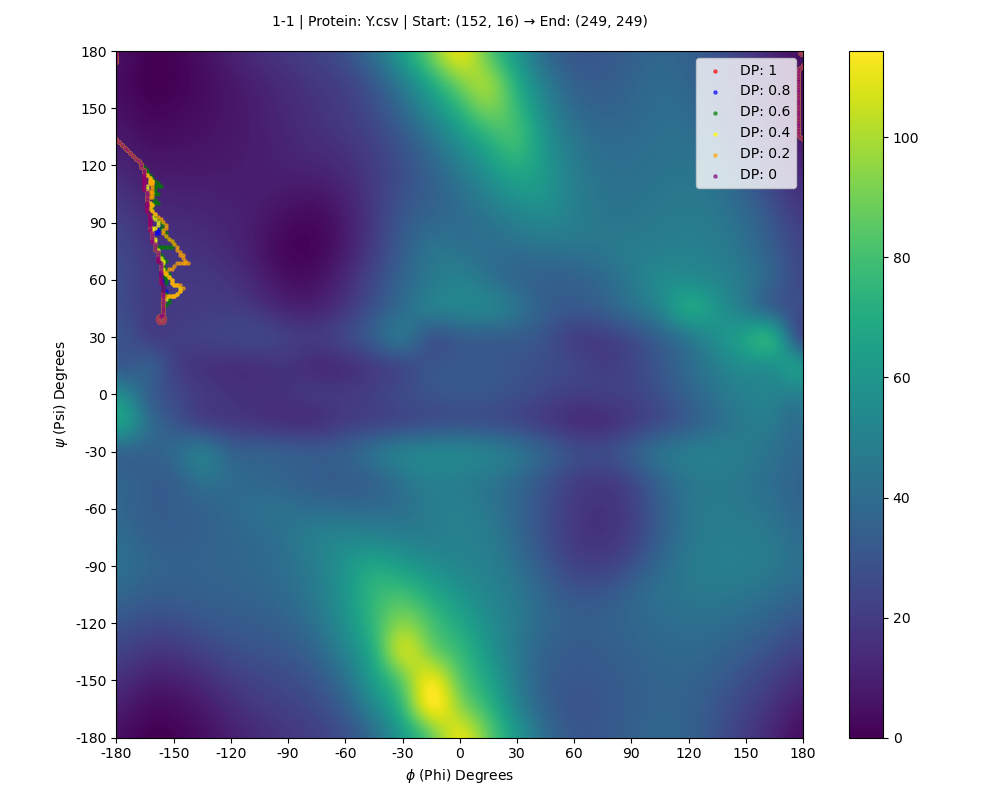 1-1 | Protein: Y.csv | Start: (152, 16) → End: (249, 249)
DP: 1
DP: 0.8
DP: 0.6
DP: 0.4
DP: 0.2
DP: 0
180
150
120
90
60
30
0
-30
-60
-90
-120
-150
-180
ψ (Psi) Degrees
-180 -150 -120 -90 -60 -30 0 30 60 90 120 150 180
ϕ (Phi) Degrees
100
80
60
40
20
0